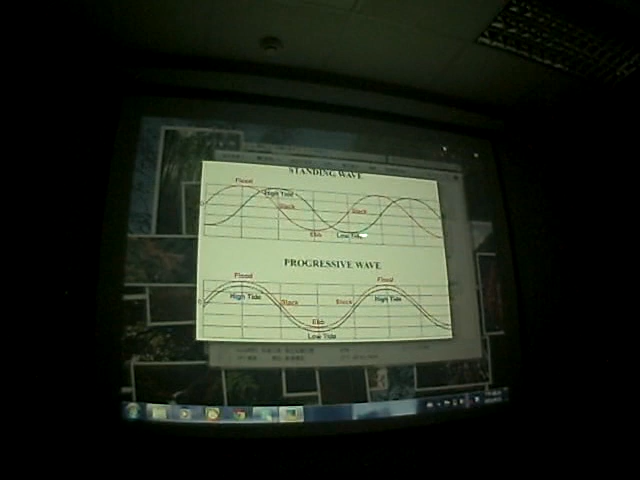 STANDING WAVE
Flood
High Tide
Slack
Slack
Ebb
Low Tide
PROGRESSIVE WAVE
Flood
Flood
High Tide
High Tide
Slack
Slack
Ebb
Low Tide